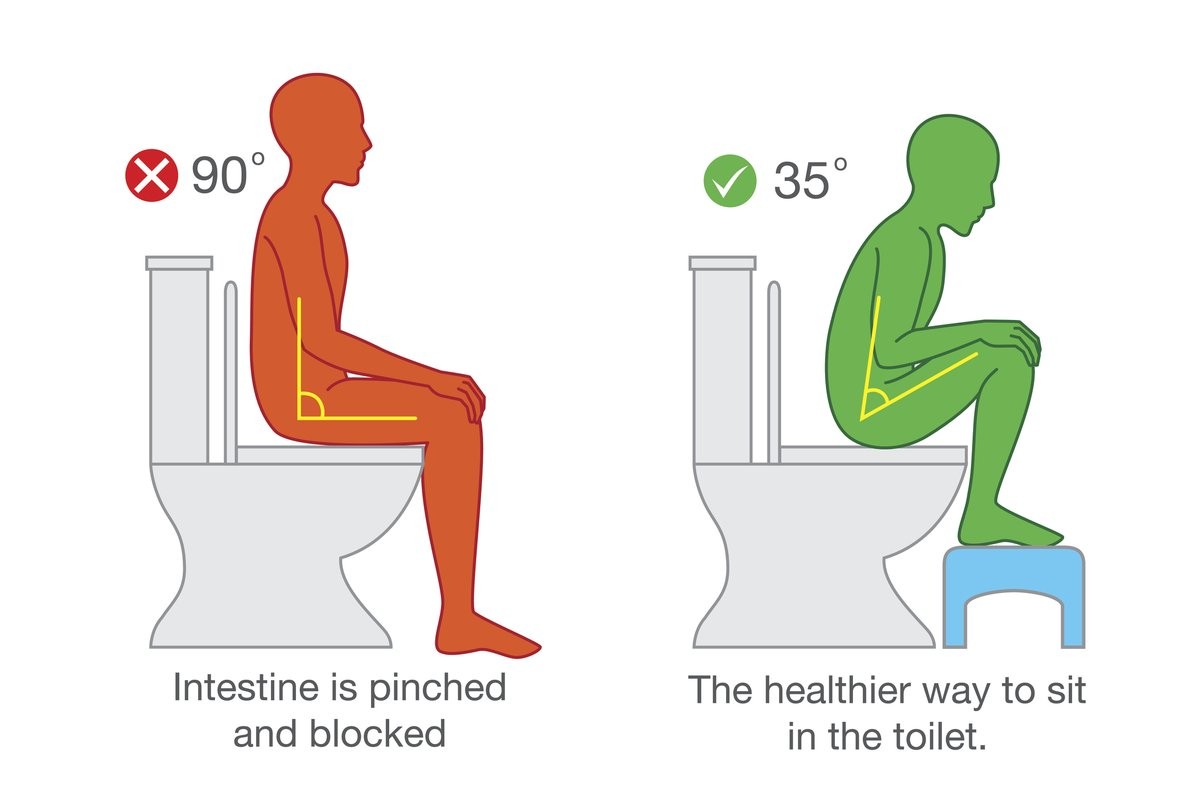 90°
Intestine is pinched
and blocked
35°
The healthier way to sit
in the toilet.